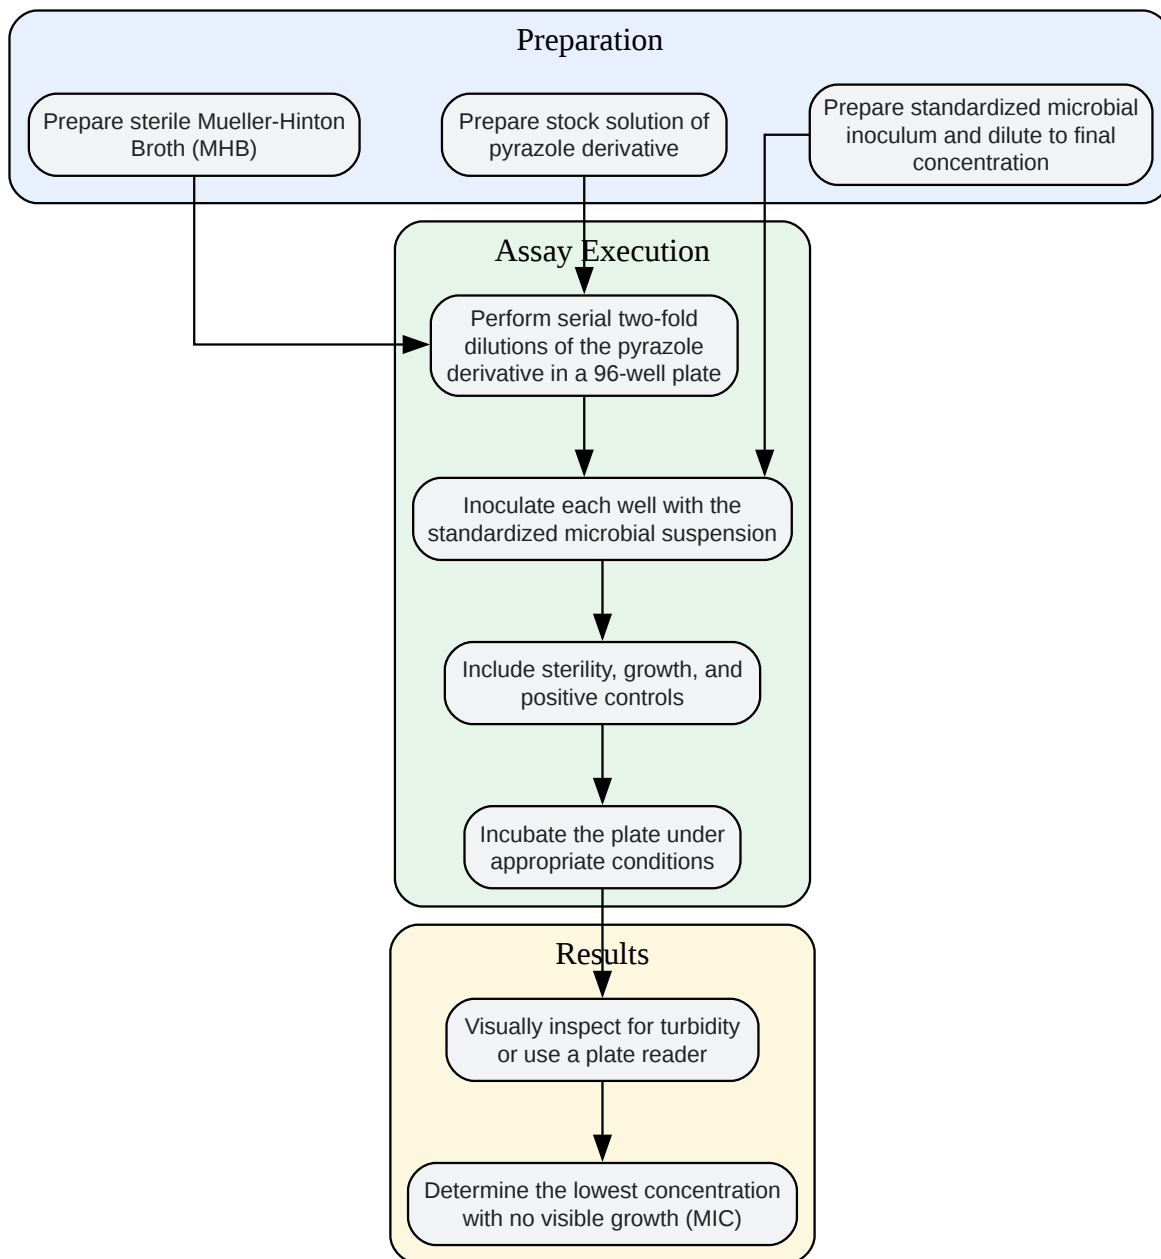 Preparation
Prepare sterile Mueller-Hinton
Broth (MHB)
Prepare stock solution of
pyrazole derivative
Prepare standardized microbial
inoculum and dilute to final
concentration
Assay Execution
Perform serial two-fold
dilutions of the pyrazole
derivative in a 96-well plate
Inoculate each well with the
standardized microbial suspension
Include sterility, growth, and
positive controls
Incubate the plate under
appropriate conditions
Results
Visually inspect for turbidity
or use a plate reader
Determine the lowest concentration
with no visible growth (MIC)